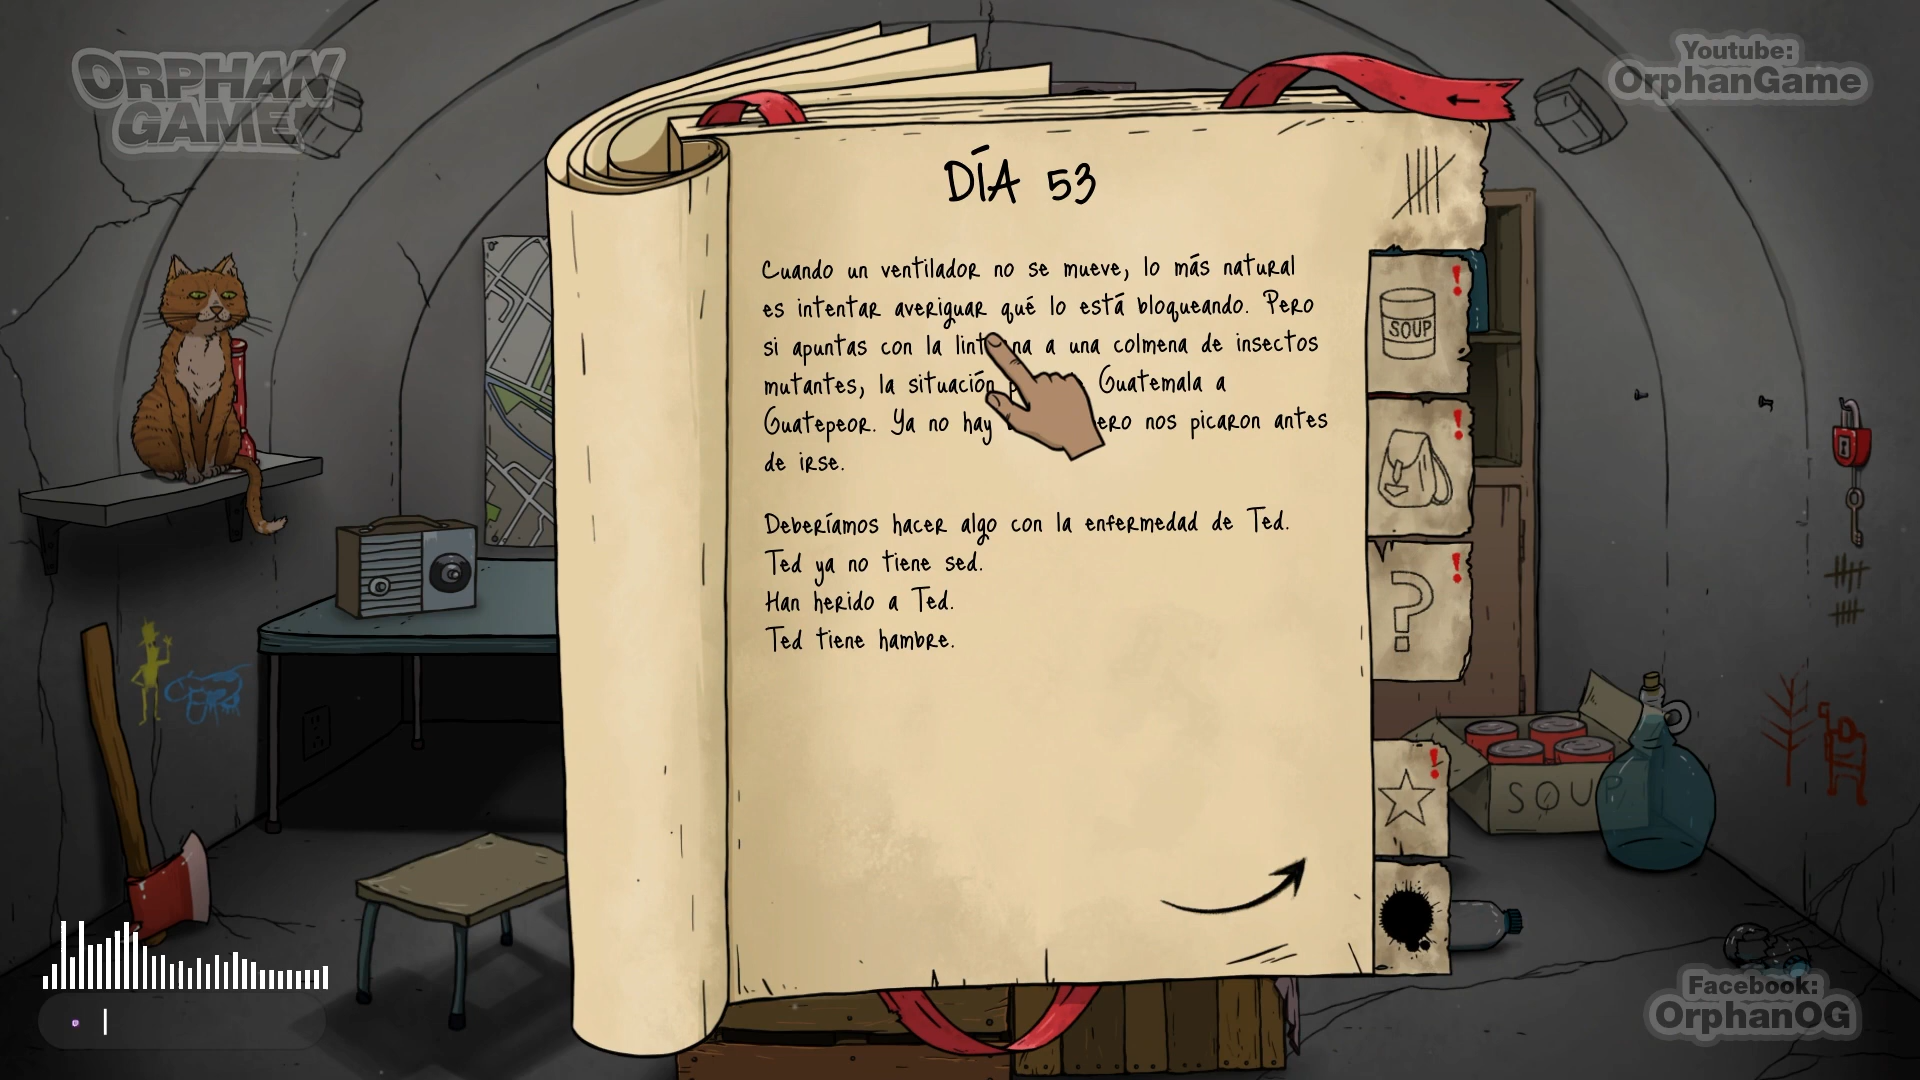 ORPHAN
GAME
Youtube:
OrphanGame
DÍA 53
Cuando un ventilador no se mueve, lo más natural
es intentar averiguar qué lo está bloqueando. Pero
si apuntas con la a una colmena de insectos
mutantes, la situación Guatemala a
Guatepeor. Ya no hay nos picaron antes
de irse.
Deberíamos hacer algo con la enfermedad de Ted.
Ted ya no tiene sed.
Han herido a Ted.
Ted tiene hambre.
!
SOUP
!
!
?
!
SOUP
Facebook:
OrphanOG